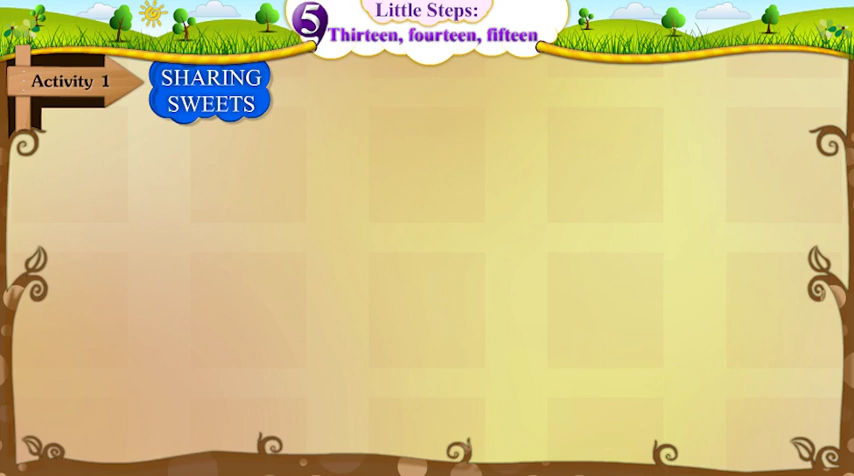 5
Little Steps:
Thirteen, fourteen, fifteen
Activity 1
SHARING
SWEETS